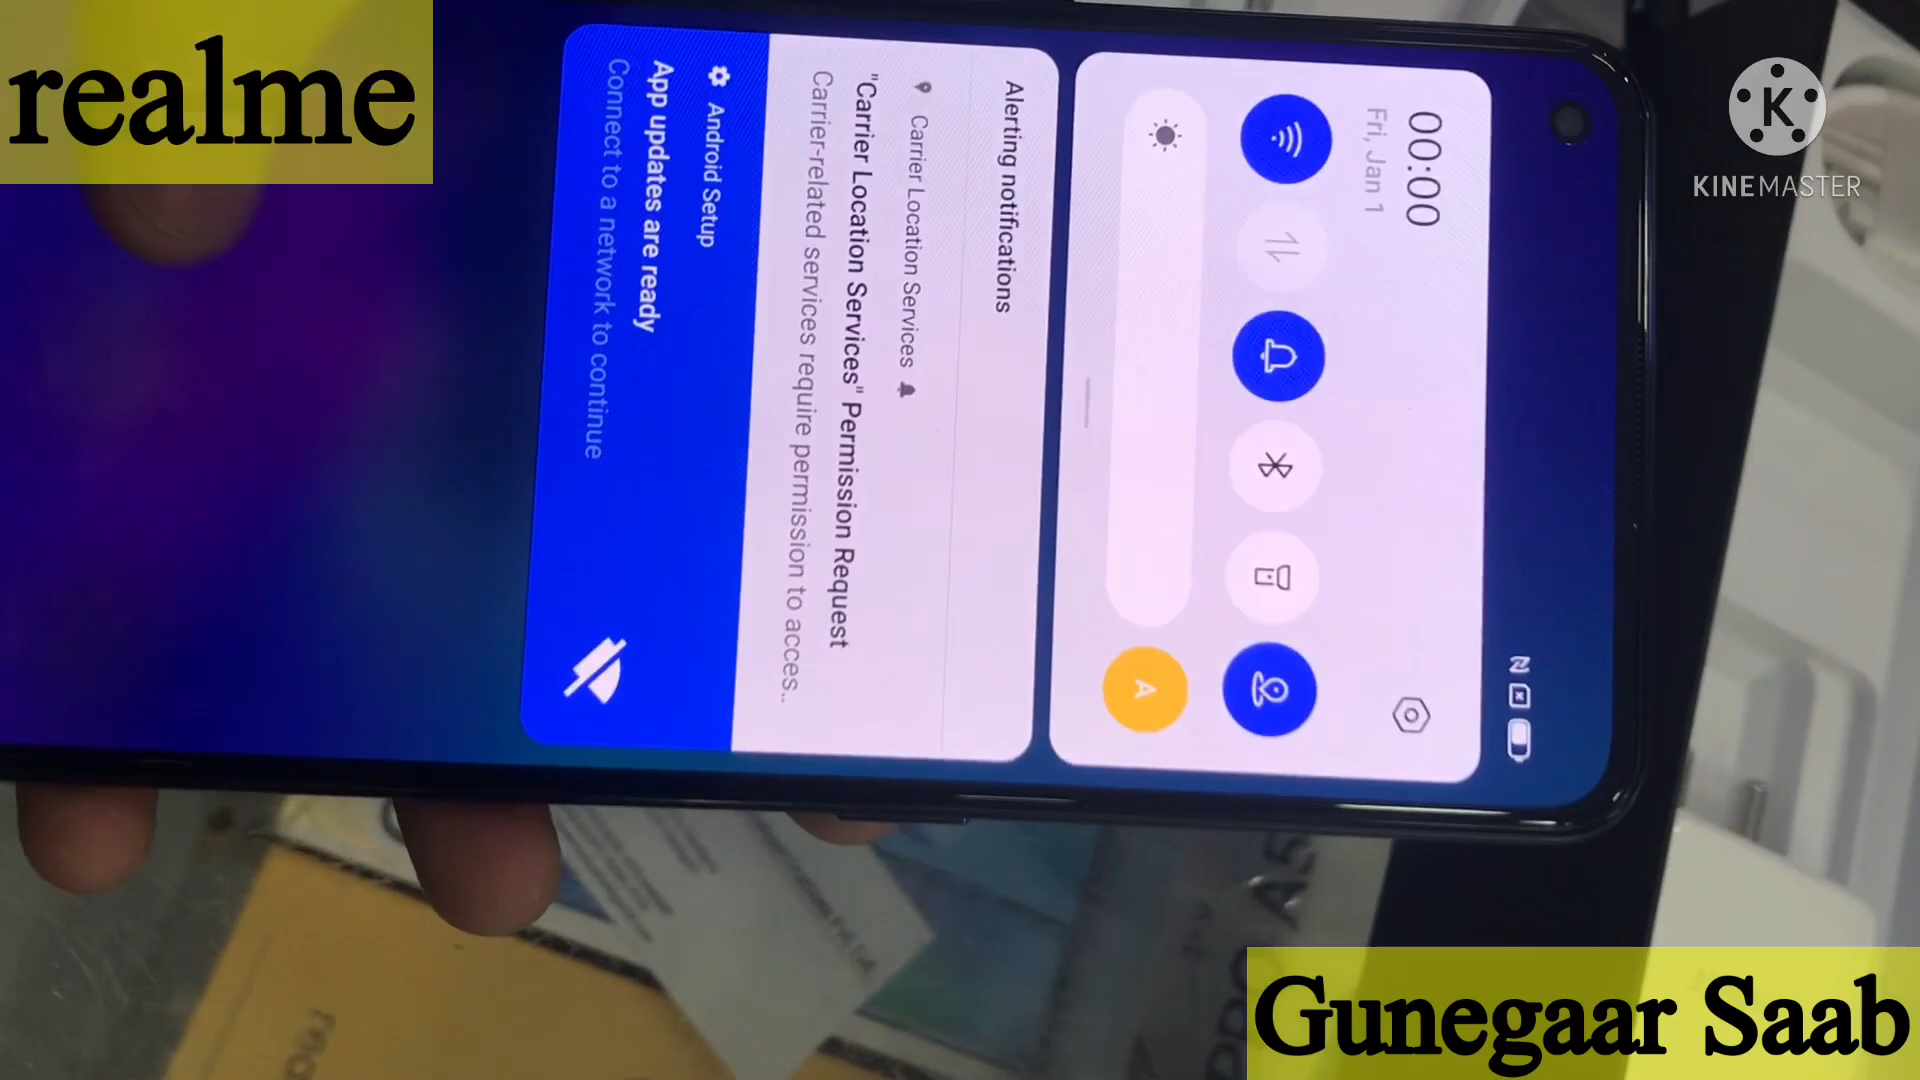 realme
KINEMASTER
00:00
Fri, Jan 1
A
Alerting notifications
Carrier Location Services
"Carrier Location Services" Permission Request
Carrier-related services require permission to acces..
Android Setup
App updates are ready
Connect to a network to continue
Gunegaar Saab